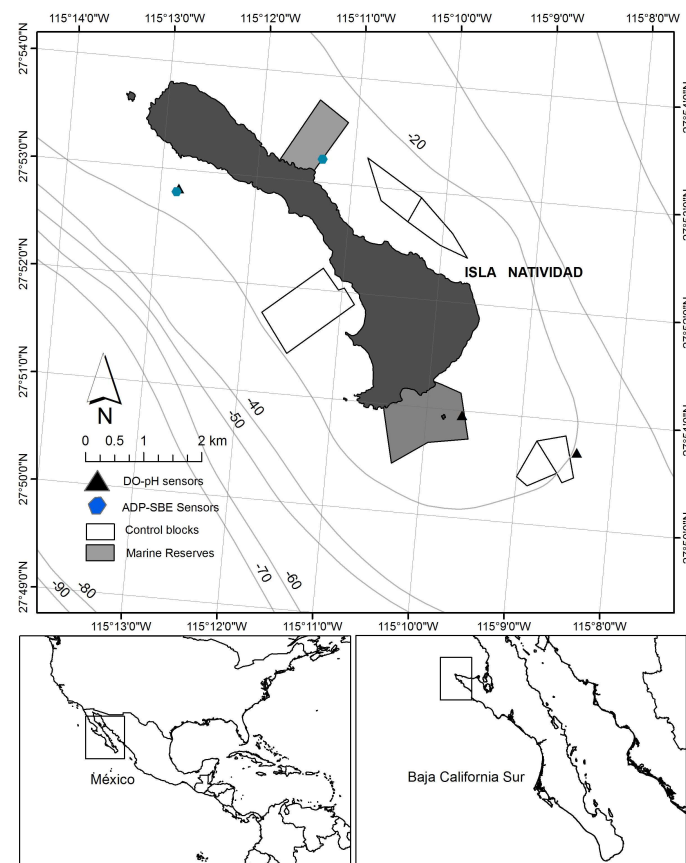 115°14'0"W 115°13'0"W 115°12'0"W 115°11'0"W 115°10'0"W 115°9'0"W 115°8'0"W
27°54'0"N
27°53'0"N
27°52'0"N
27°51'0"N
27°50'0"N
27°49'0"N
-20
ISLA NATIVIDAD
-40
-50
N
0 0.5 1 2 km
DO-pH sensors
ADP-SBE Sensors
Control blocks
Marine Reserves
-70
-60
-90
-80
115°13'0"W 115°12'0"W 115°11'0"W 115°10'0"W 115°9'0"W 115°8'0"W
México
Baja California Sur